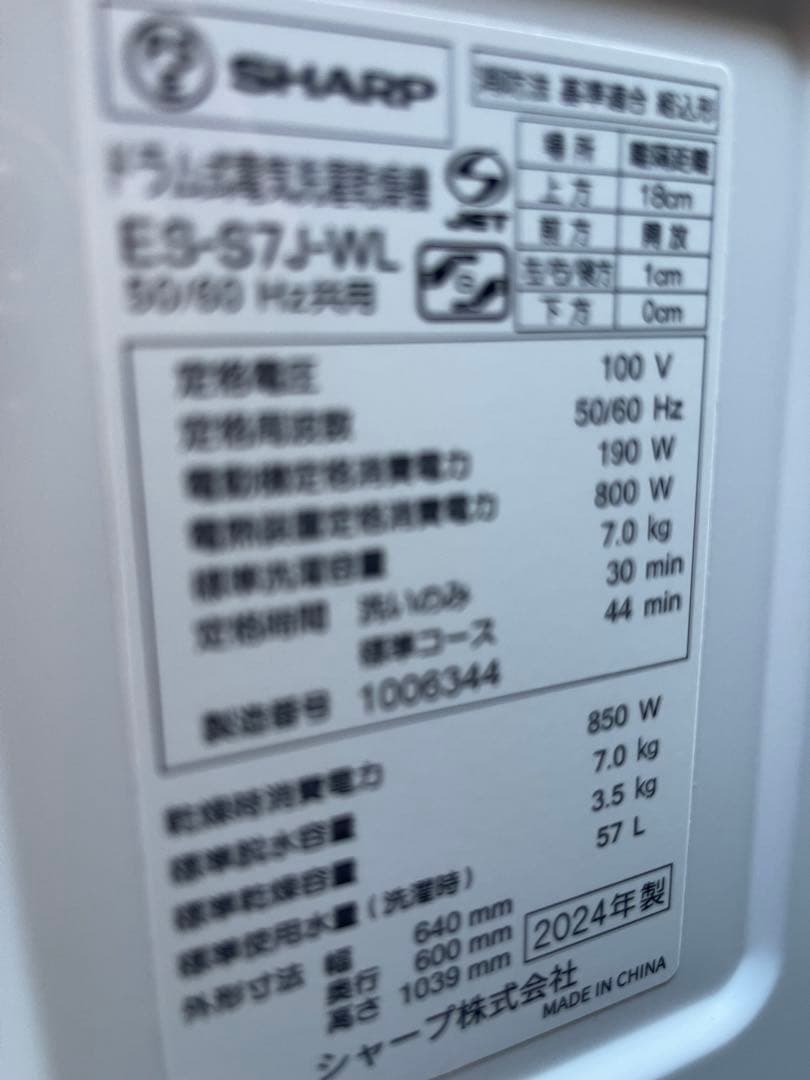 PSE SHARP
消防法 基準適合 組込形
場所 離隔距離
上方 18cm
前方 開放
左右後方 1cm
下方 0cm
ドラム式電気洗濯乾燥機
JET
ES-S7J-WL
50/60 Hz共用
S
定格電圧 100 V
定格周波数 50/60 Hz
電動機定格消費電力 190 W
電熱装置定格消費電力 800 W
標準洗濯容量 7.0 kg
定格時間 洗いのみ 30 min
標準コース 44 min
製造番号 1006344
乾燥時消費電力 850 W
標準脱水容量 7.0 kg
標準乾燥容量 3.5 kg
標準使用水量(洗濯時) 57 L
外形寸法 幅 640 mm
奥行 600 mm
高さ 1039 mm
2024年製
シャープ株式会社
MADE IN CHINA